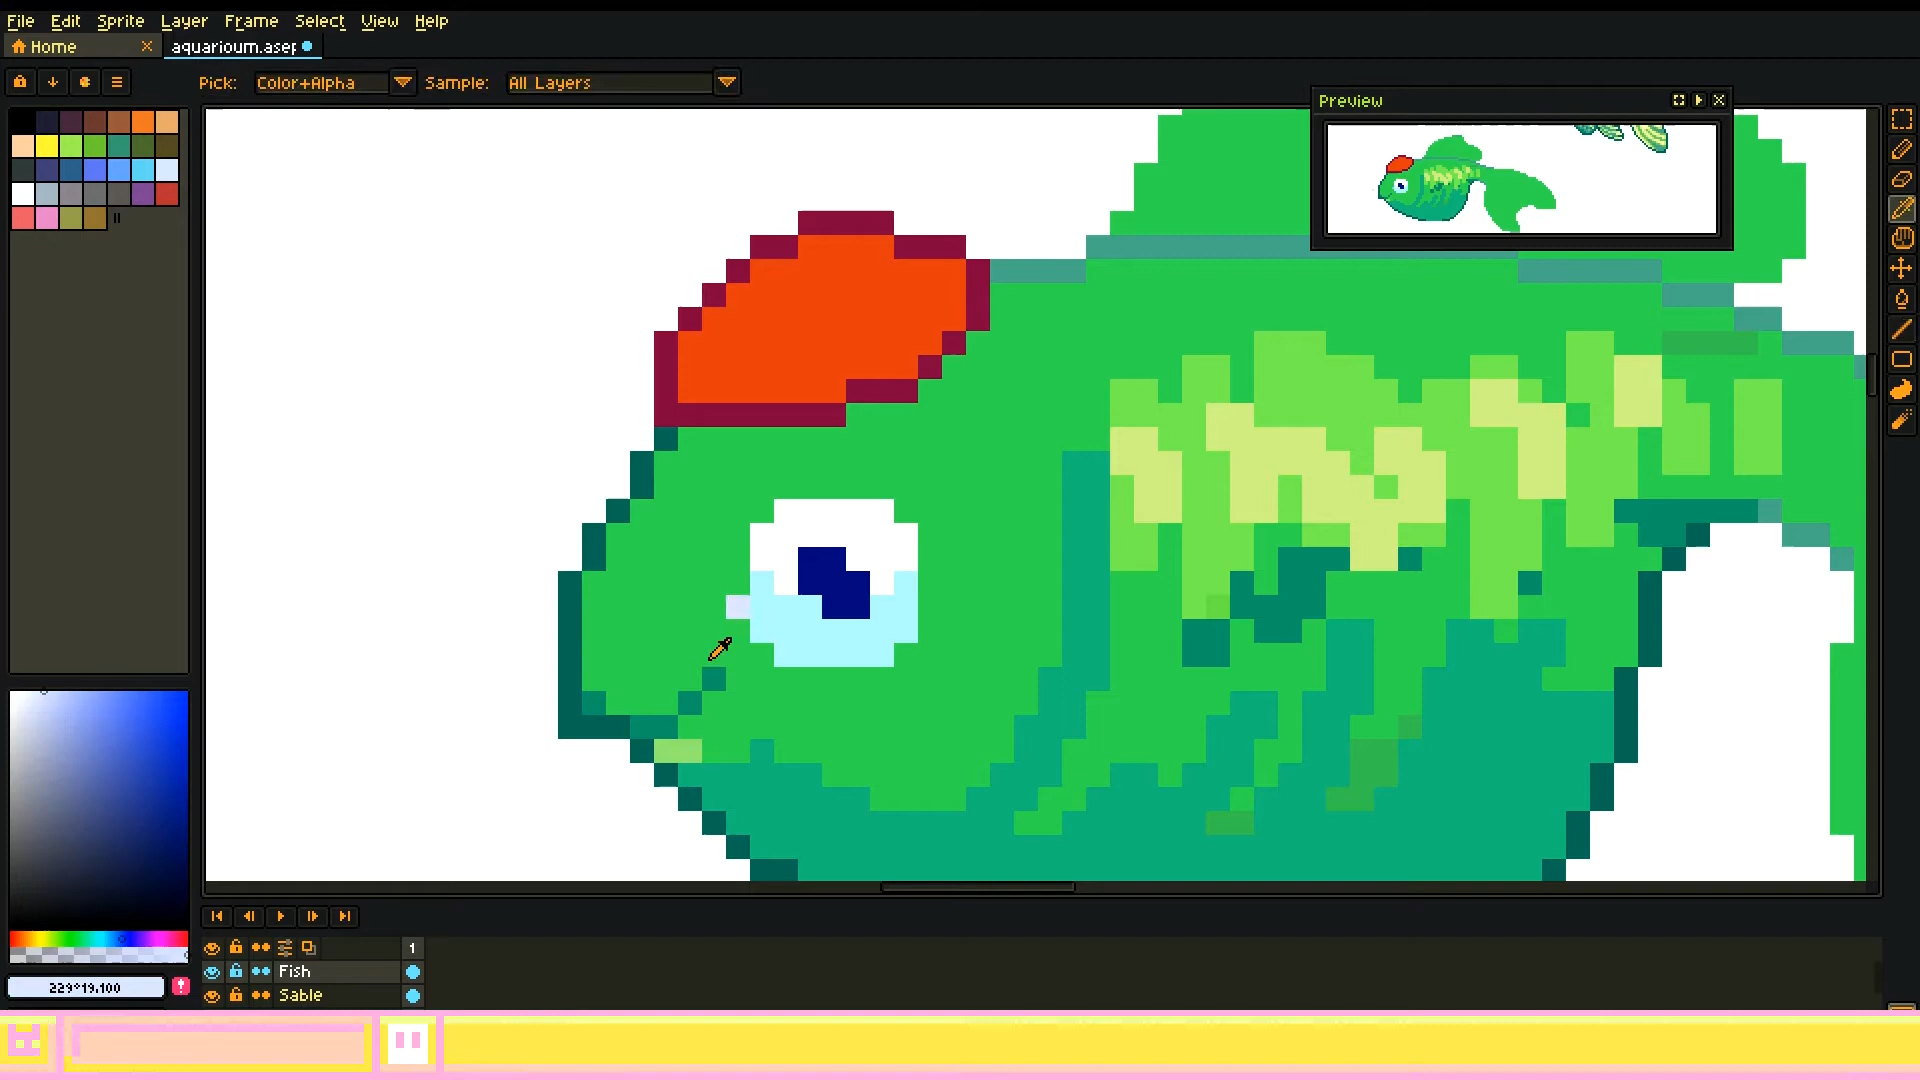 File Edit Sprite Layer Frame Select View Help
Home aquarioum.asep
Pick: Color+Alpha Sample: All Layers
Preview
1
Fish
Sable
229°19.100